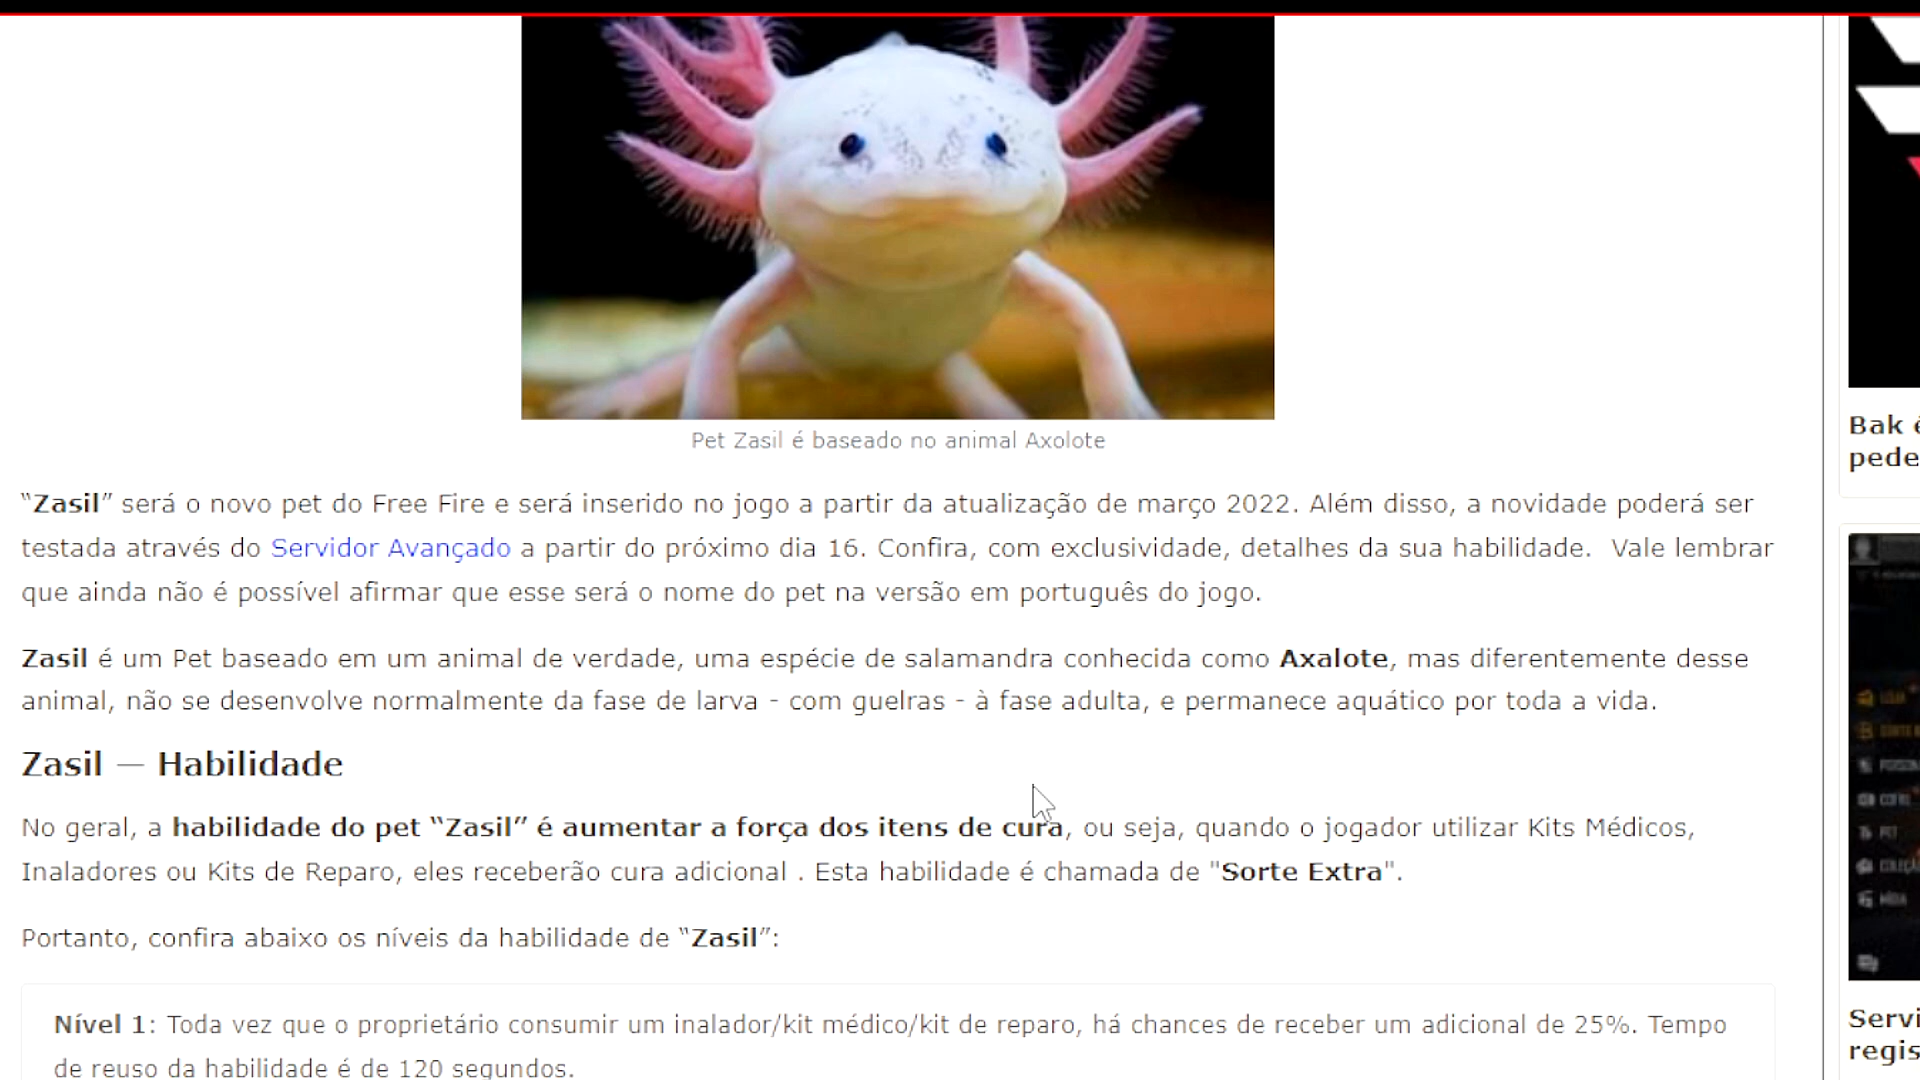 Pet Zasil é baseado no animal Axolote
“Zasil” será o novo pet do Free Fire e será inserido no jogo a partir da atualização de março 2022. Além disso, a novidade poderá ser
testada através do Servidor Avançado a partir do próximo dia 16. Confira, com exclusividade, detalhes da sua habilidade.  Vale lembrar
que ainda não é possível afirmar que esse será o nome do pet na versão em português do jogo.
Zasil é um Pet baseado em um animal de verdade, uma espécie de salamandra conhecida como Axalote, mas diferentemente desse
animal, não se desenvolve normalmente da fase de larva - com guelras - à fase adulta, e permanece aquático por toda a vida.
Zasil — Habilidade
No geral, a habilidade do pet “Zasil” é aumentar a força dos itens de cura, ou seja, quando o jogador utilizar Kits Médicos,
Inaladores ou Kits de Reparo, eles receberão cura adicional . Esta habilidade é chamada de "Sorte Extra".
Portanto, confira abaixo os níveis da habilidade de “Zasil”:
Nível 1: Toda vez que o proprietário consumir um inalador/kit médico/kit de reparo, há chances de receber um adicional de 25%. Tempo
de reuso da habilidade é de 120 segundos.
Bak é
pede
Servi
regis